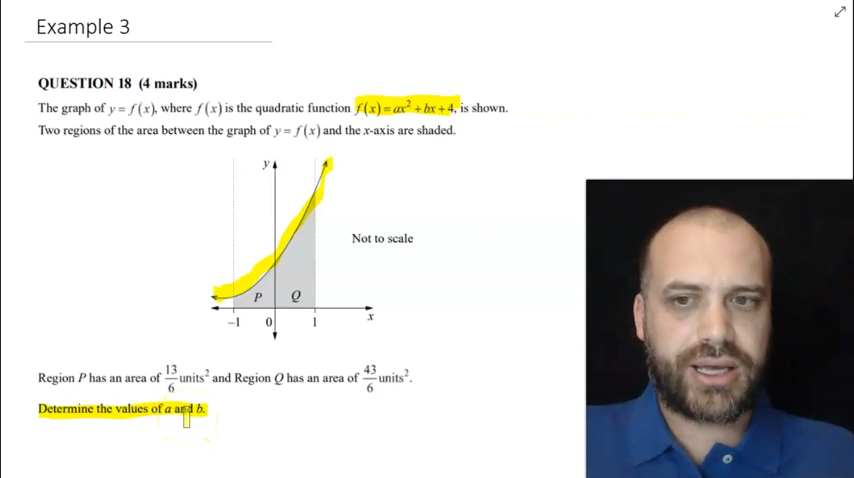 Example 3
QUESTION 18 (4 marks)
The graph of y = f(x), where f(x) is the quadratic function f(x) = ax² + bx + 4, is shown.
Two regions of the area between the graph of y = f(x) and the x-axis are shaded.
y
Not to scale
P Q
–1 0 1 x
Region P has an area of 13/6 units² and Region Q has an area of 43/6 units².
Determine the values of a and b.